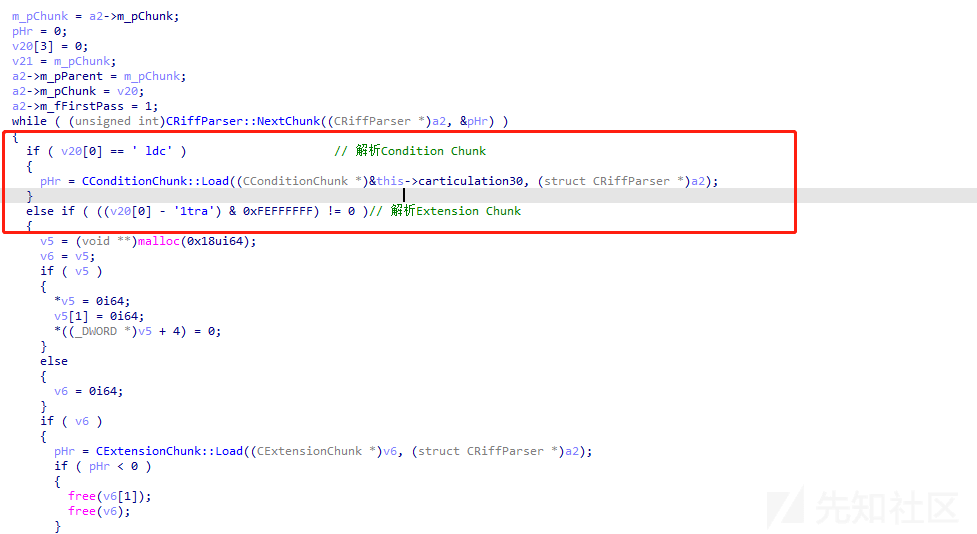 m_pChunk = a2->m_pChunk;
pHr = 0;
v20[3] = 0;
v21 = m_pChunk;
a2->m_pParent = m_pChunk;
a2->m_pChunk = v20;
a2->m_fFirstPass = 1;
while ( (unsigned int)CRiffParser::NextChunk((CRiffParser *)a2, &pHr) )
{
if ( v20[0] == ' ldc' ) // 解析Condition Chunk
{
pHr = CConditionChunk::Load((CConditionChunk *)&this->carticulation30, (struct CRiffParser *)a2);
}
else if ( ((v20[0] - '1tra') & 0xFEFFFFFF) != 0 )// 解析Extension Chunk
{
v5 = (void **)malloc(0x18ui64);
v6 = v5;
if ( v5 )
{
*v5 = 0i64;
v5[1] = 0i64;
*((_DWORD *)v5 + 4) = 0;
}
else
{
v6 = 0i64;
}
if ( v6 )
{
pHr = CExtensionChunk::Load((CExtensionChunk *)v6, (struct CRiffParser *)a2);
if ( pHr < 0 )
{
free(v6[1]);
free(v6);
}
先知社区